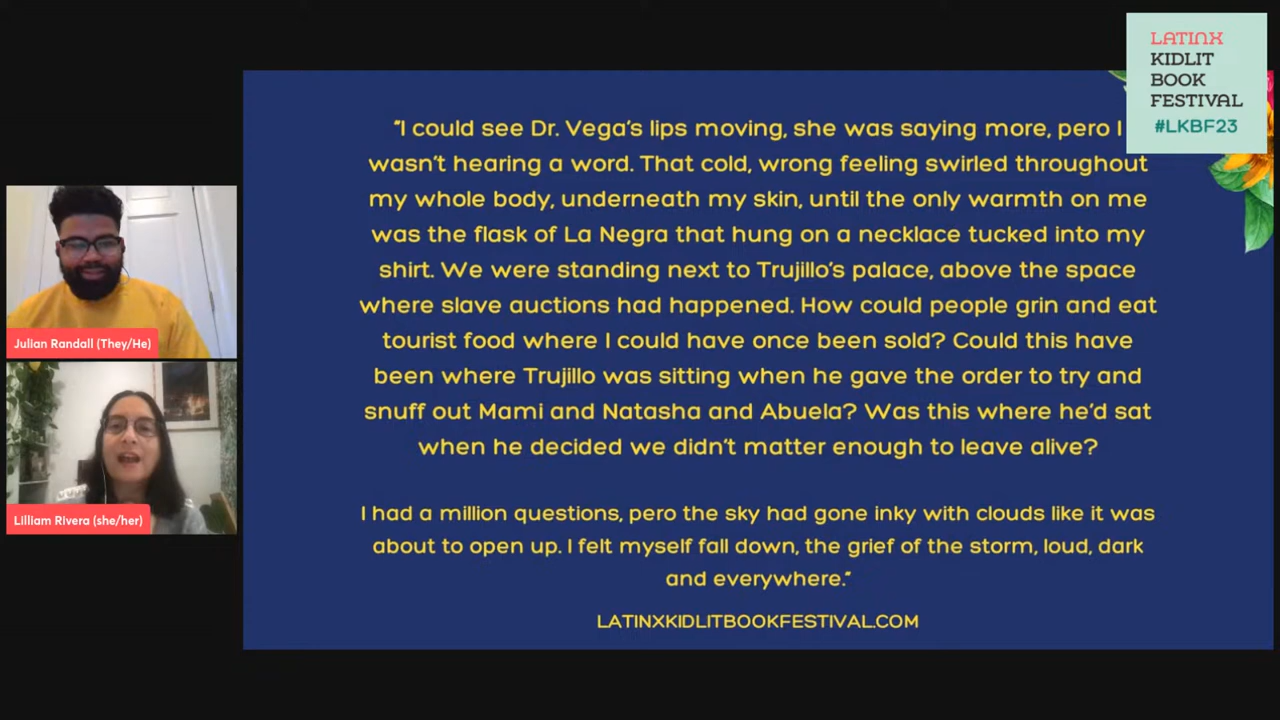 LATINX
KIDLIT
BOOK
FESTIVAL
#LKBF23
"I could see Dr. Vega's lips moving, she was saying more, pero I
wasn't hearing a word. That cold, wrong feeling swirled throughout
my whole body, underneath my skin, until the only warmth on me
was the flask of La Negra that hung on a necklace tucked into my
shirt. We were standing next to Trujillo's palace, above the space
where slave auctions had happened. How could people grin and eat
tourist food where I could have once been sold? Could this have
been where Trujillo was sitting when he gave the order to try and
snuff out Mami and Natasha and Abuela? Was this where he'd sat
when he decided we didn't matter enough to leave alive?
I had a million questions, pero the sky had gone inky with clouds like it was
about to open up. I felt myself fall down, the grief of the storm, loud, dark
and everywhere."
LATINXKIDLITBOOKFESTIVAL.COM
Julian Randall (They/He)
Lilliam Rivera (she/her)